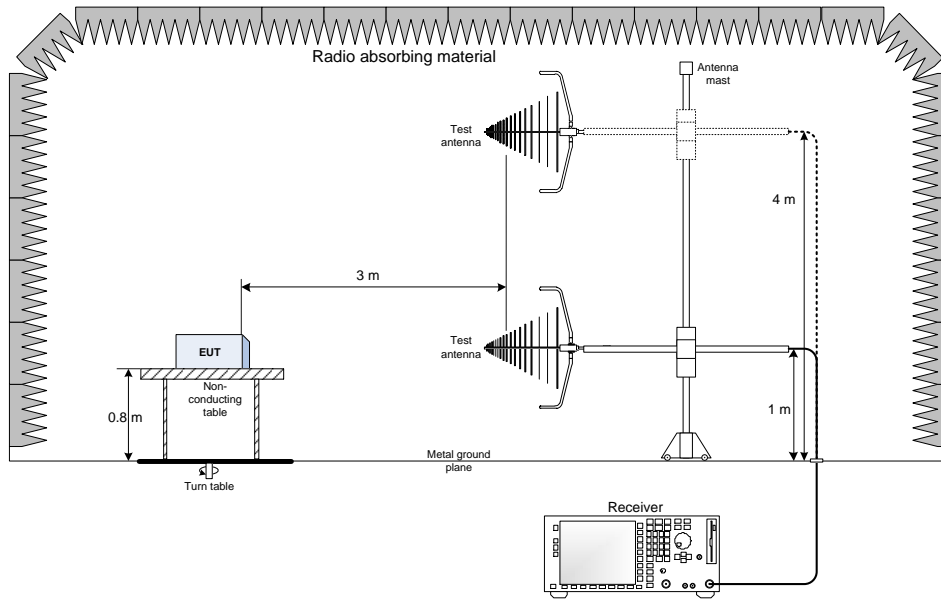 Radio absorbing material
Antenna
mast
Test
antenna
4 m
3 m
Test
antenna
EUT
Non-
conducting
table
0.8 m
1 m
Metal ground
plane
Turn table
Receiver